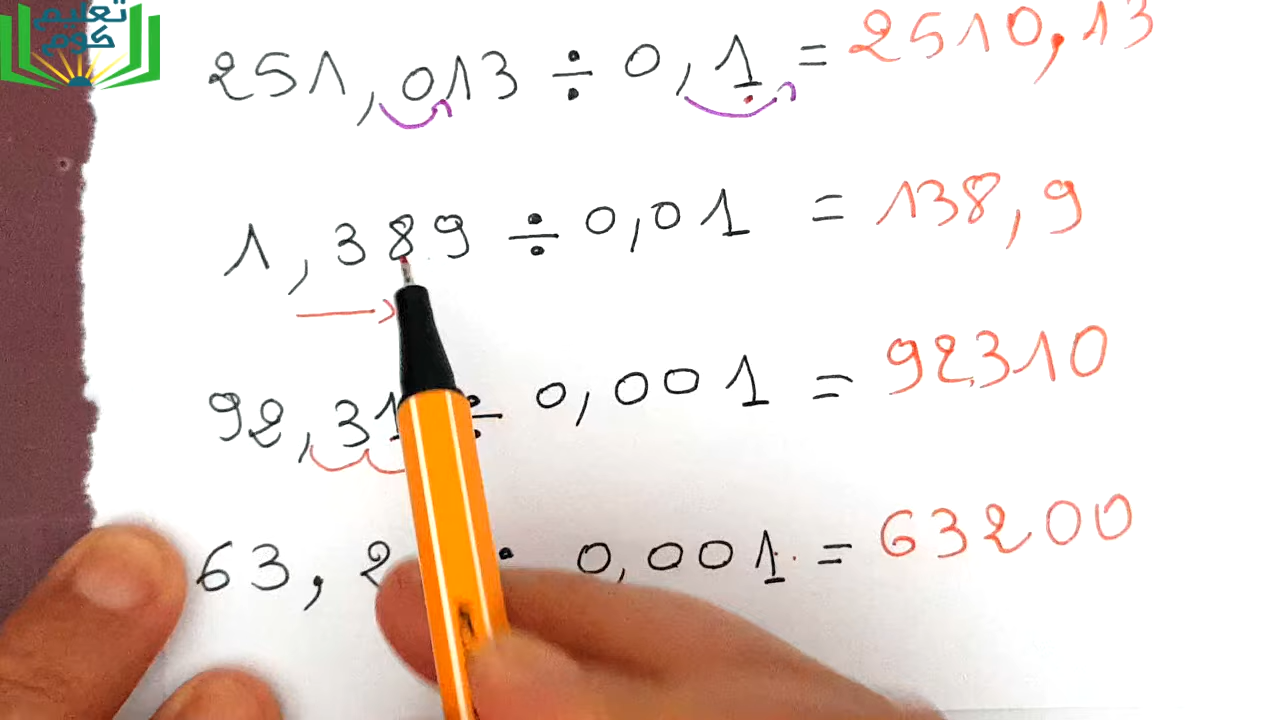 تعليم
كوم
251,013 ÷ 0,1 = 2510,13
1,389 ÷ 0,01 = 138,9
92,31 ÷ 0,001 = 92310
63,2 ÷ 0,001 = 63200